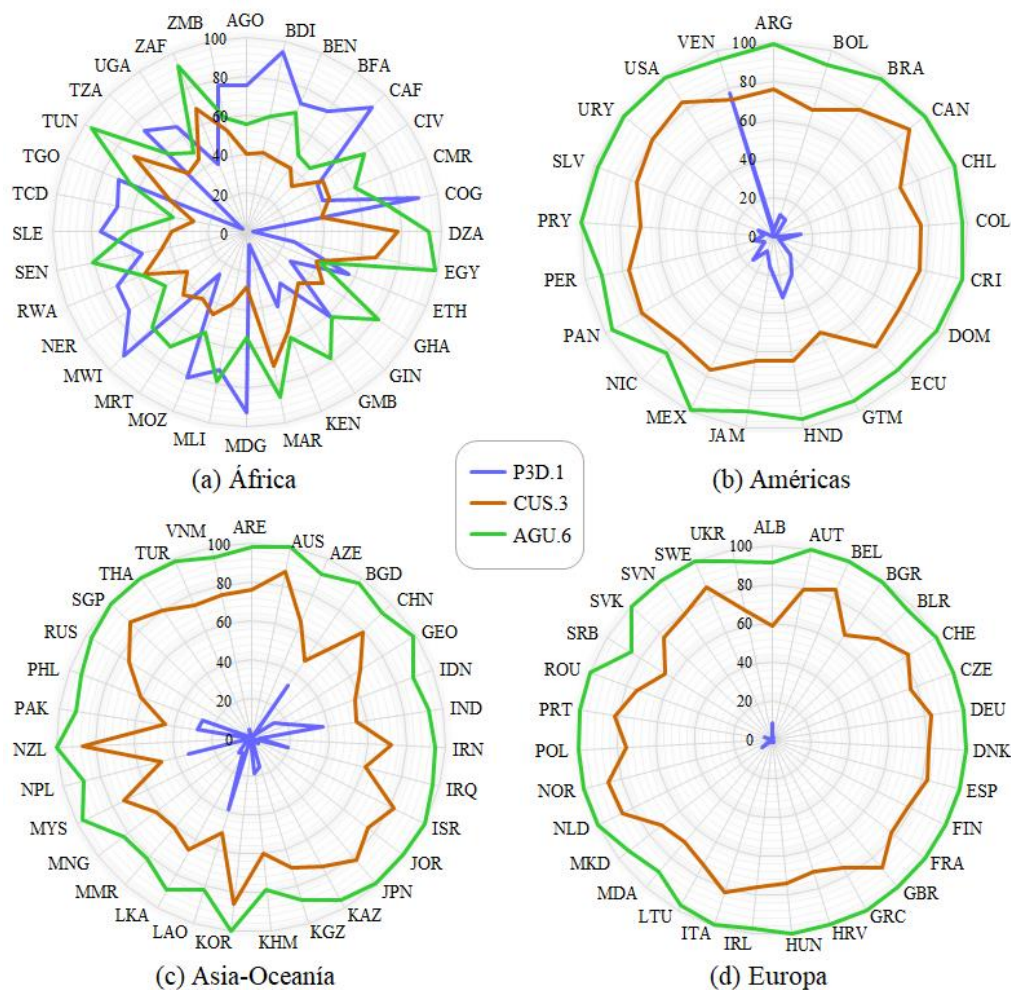 AGO
BDI
BEN
BFA
CAF
CIV
CMR
COG
DZA
EGY
ETH
GHA
GIN
GMB
KEN
MAR
MDG
MLI
MOZ
MRT
MWI
NER
RWA
SEN
SLE
TCD
TGO
TUN
TZA
UGA
ZAF
ZMB
100
80
60
40
20
0
(a) África
ARG
BOL
BRA
CAN
CHL
COL
CRI
DOM
ECU
GTM
HND
JAM
MEX
NIC
PAN
PER
PRY
SLV
URY
USA
VEN
100
80
60
40
20
0
(b) Américas
P3D.1
CUS.3
AGU.6
ARE
AUS
AZE
BGD
CHN
GEO
IDN
IND
IRN
IRQ
ISR
JOR
JPN
KAZ
KGZ
KHM
KOR
LAO
LKA
MMR
MNG
MYS
NPL
NZL
PAK
PHL
RUS
SGP
THA
TUR
VNM
100
80
60
40
20
0
(c) Asia-Oceanía
ALB
AUT
BEL
BGR
BLR
CHE
CZE
DEU
DNK
ESP
FIN
FRA
GBR
GRC
HRV
HUN
IRL
ITA
LTU
MDA
MKD
NLD
NOR
POL
PRT
ROU
SRB
SVK
SVN
SWE
UKR
100
80
60
40
20
0
(d) Europa